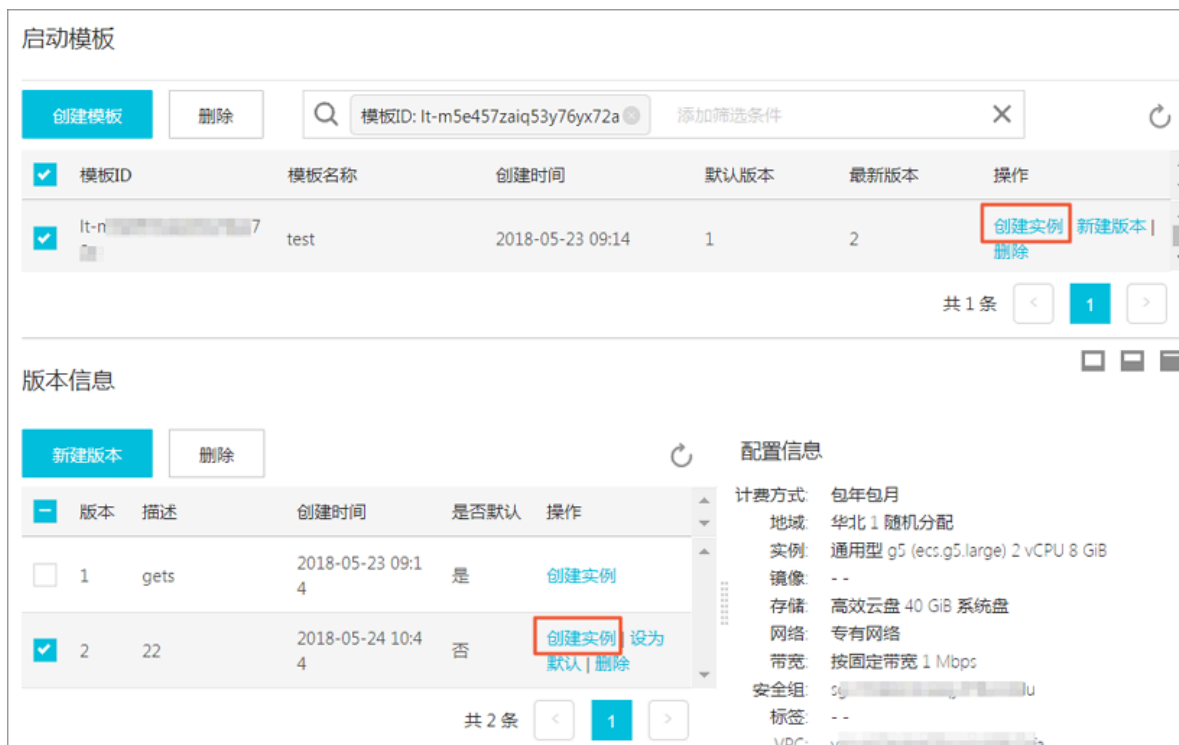 启动模板
创建模板 删除 模板ID: lt-m5e457zaiq53y76yx72a 添加筛选条件
模板ID 模板名称 创建时间 默认版本 最新版本 操作
lt-n 7 test 2018-05-23 09:14 1 2 创建实例 新建版本 |
删除
共 1 条 < 1 >
版本信息
新建版本 删除
版本 描述 创建时间 是否默认 操作
1 gets 2018-05-23 09:1 是 创建实例
4
2 22 2018-05-24 10:4 否 创建实例 | 设为
4 默认 | 删除
共 2 条 < 1 >
配置信息
计费方式: 包年包月
地域: 华北 1 随机分配
实例: 通用型 g5 (ecs.g5.large) 2 vCPU 8 GiB
镜像: - -
存储: 高效云盘 40 GiB 系统盘
网络: 专有网络
带宽: 按固定带宽 1 Mbps
安全组:
标签: - -
VPC: